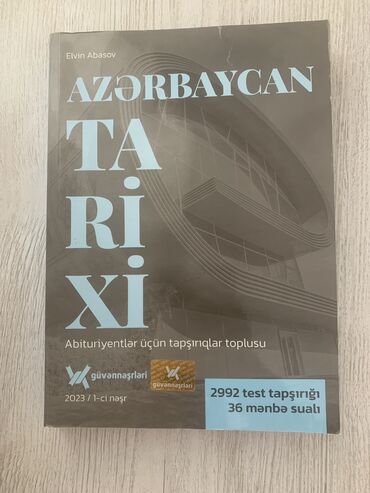 Elvin Abasov
AZƏRBAYCAN
TA
Rİ
Xİ
Abituriyentlər üçün tapşırıqlar toplusu
güvənnəşrləri
güvənnəşrləri
2023 / 1-ci nəşr
2992 test tapşırığı
36 mənbə sualı